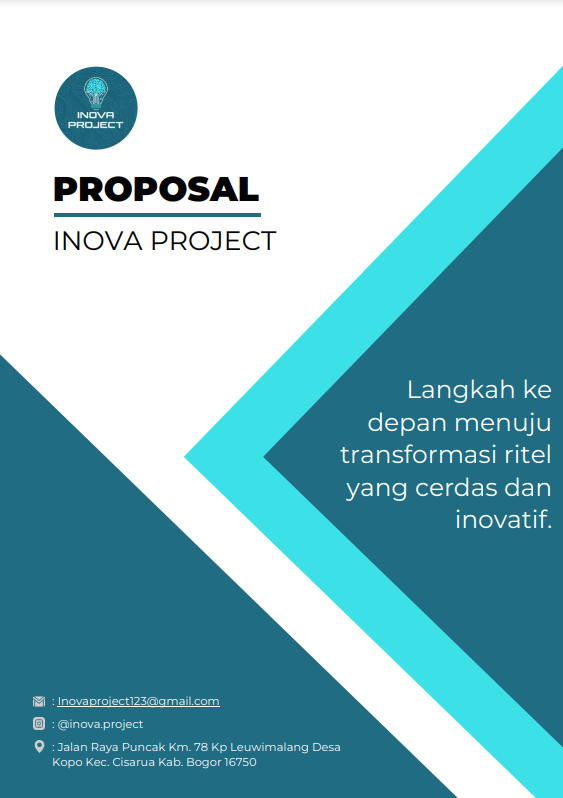 INOVA
PROJECT
PROPOSAL
INOVA PROJECT
Langkah ke
depan menuju
transformasi ritel
yang cerdas dan
inovatif.
: Inovaproject123@gmail.com
: @inova.project
: Jalan Raya Puncak Km. 78 Kp Leuwimalang Desa
Kopo Kec. Cisarua Kab. Bogor 16750